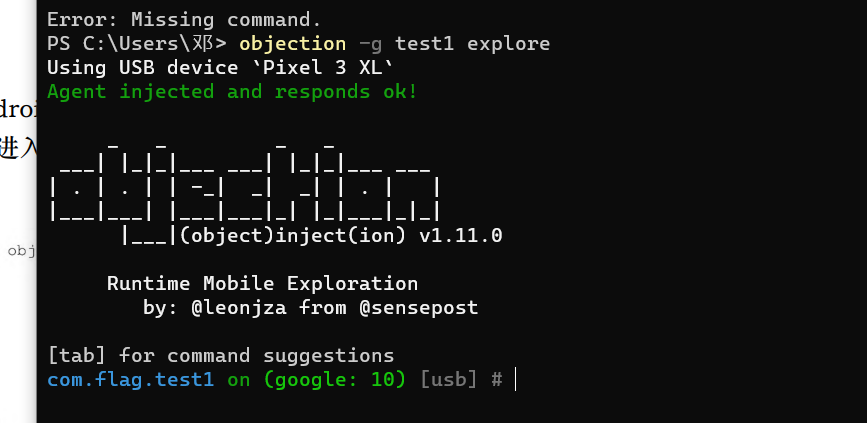 Error: Missing command.
PS C:\Users\邓> objection -g test1 explore
Using USB device `Pixel 3 XL`
Agent injected and responds ok!
     _   _         _   _
 ___| |_|_|___ ___| |_|_|___ ___
| . | . | | -_|  _|  _| | . |   |
|___|___| |___|___|_| |_|___|_|_|
      |___|(object)inject(ion) v1.11.0
     Runtime Mobile Exploration
        by: @leonjza from @sensepost
[tab] for command suggestions
com.flag.test1 on (google: 10) [usb] #
droi
进入
obj